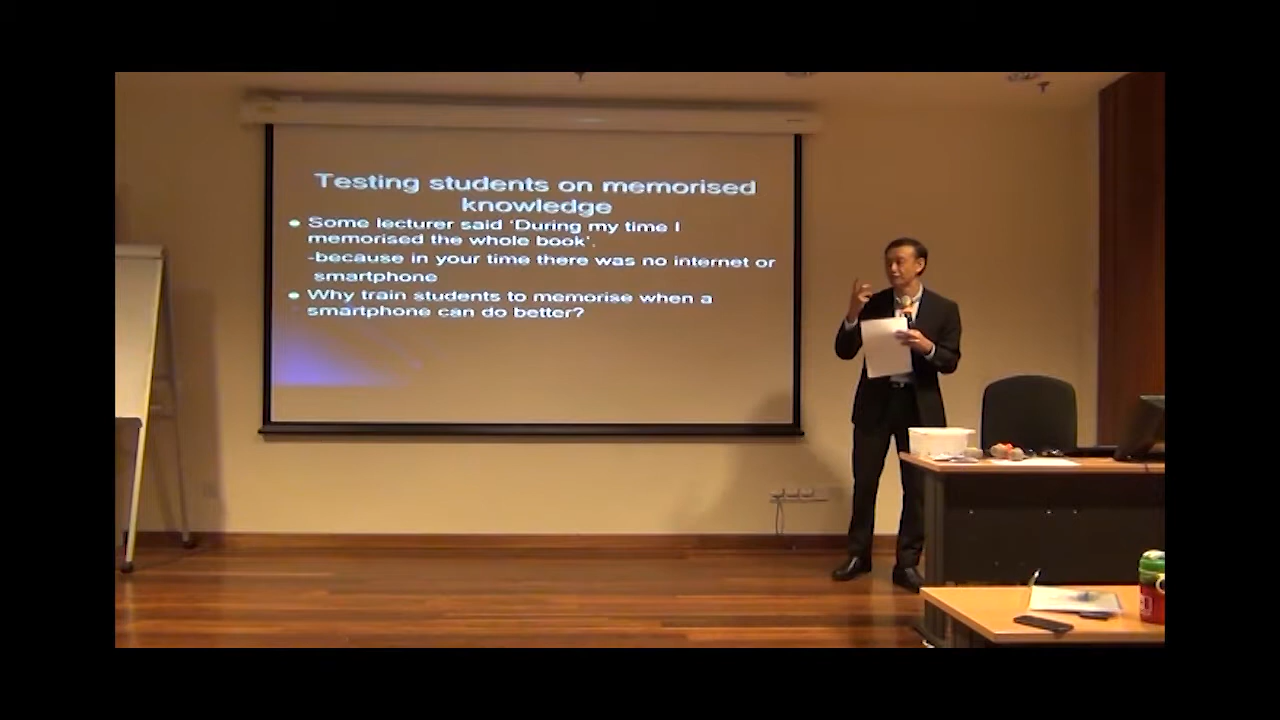 Testing students on memorised
knowledge
Some lecturer said 'During my time I
memorised the whole book'.
-because in your time there was no internet or
smartphone
Why train students to memorise when a
smartphone can do better?